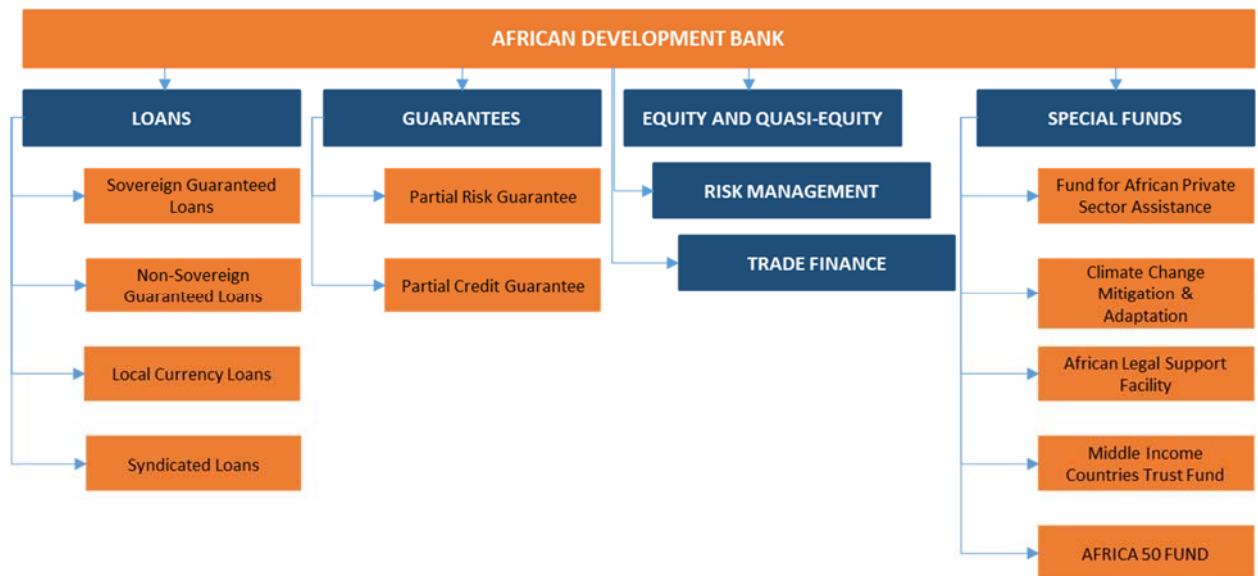 AFRICAN DEVELOPMENT BANK
LOANS
GUARANTEES
EQUITY AND QUASI-EQUITY
SPECIAL FUNDS
RISK MANAGEMENT
TRADE FINANCE
Sovereign Guaranteed
Loans
Non-Sovereign
Guaranteed Loans
Local Currency Loans
Syndicated Loans
Partial Risk Guarantee
Partial Credit Guarantee
Fund for African Private
Sector Assistance
Climate Change
Mitigation &
Adaptation
African Legal Support
Facility
Middle Income
Countries Trust Fund
AFRICA 50 FUND